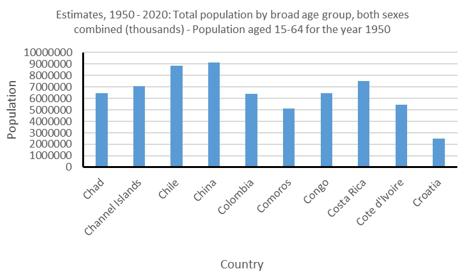 Estimates, 1950 - 2020: Total population by broad age group, both sexes
combined (thousands) - Population aged 15-64 for the year 1950
Population
10000000
9000000
8000000
7000000
6000000
5000000
4000000
3000000
2000000
1000000
0
Chad
Channel Islands
Chile
China
Colombia
Comoros
Congo
Costa Rica
Cote d'Ivoire
Croatia
Country